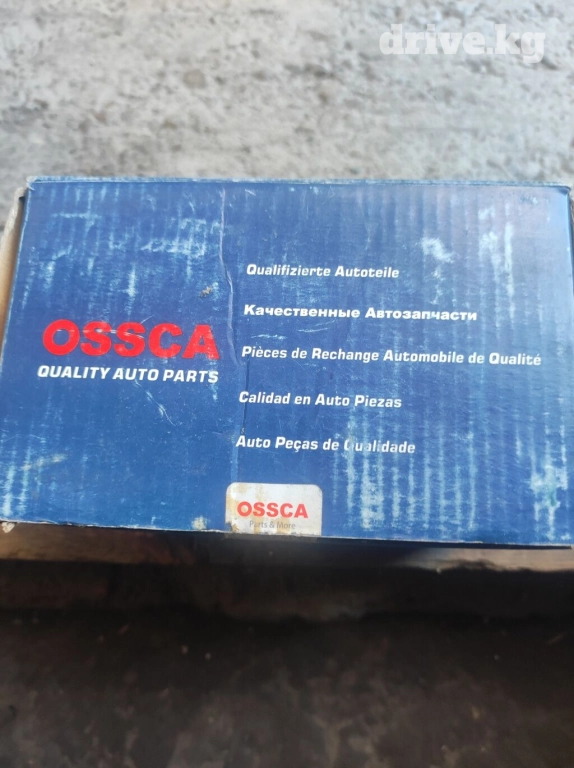 drive.kg
Qualifizierte Autoteile
Качественные Автозапчасти
OSSCA
Pièces de Rechange Automobile de Qualité
QUALITY AUTO PARTS
Calidad en Auto Piezas
Auto Peças de Qualidade
OSSCA
Parts & More